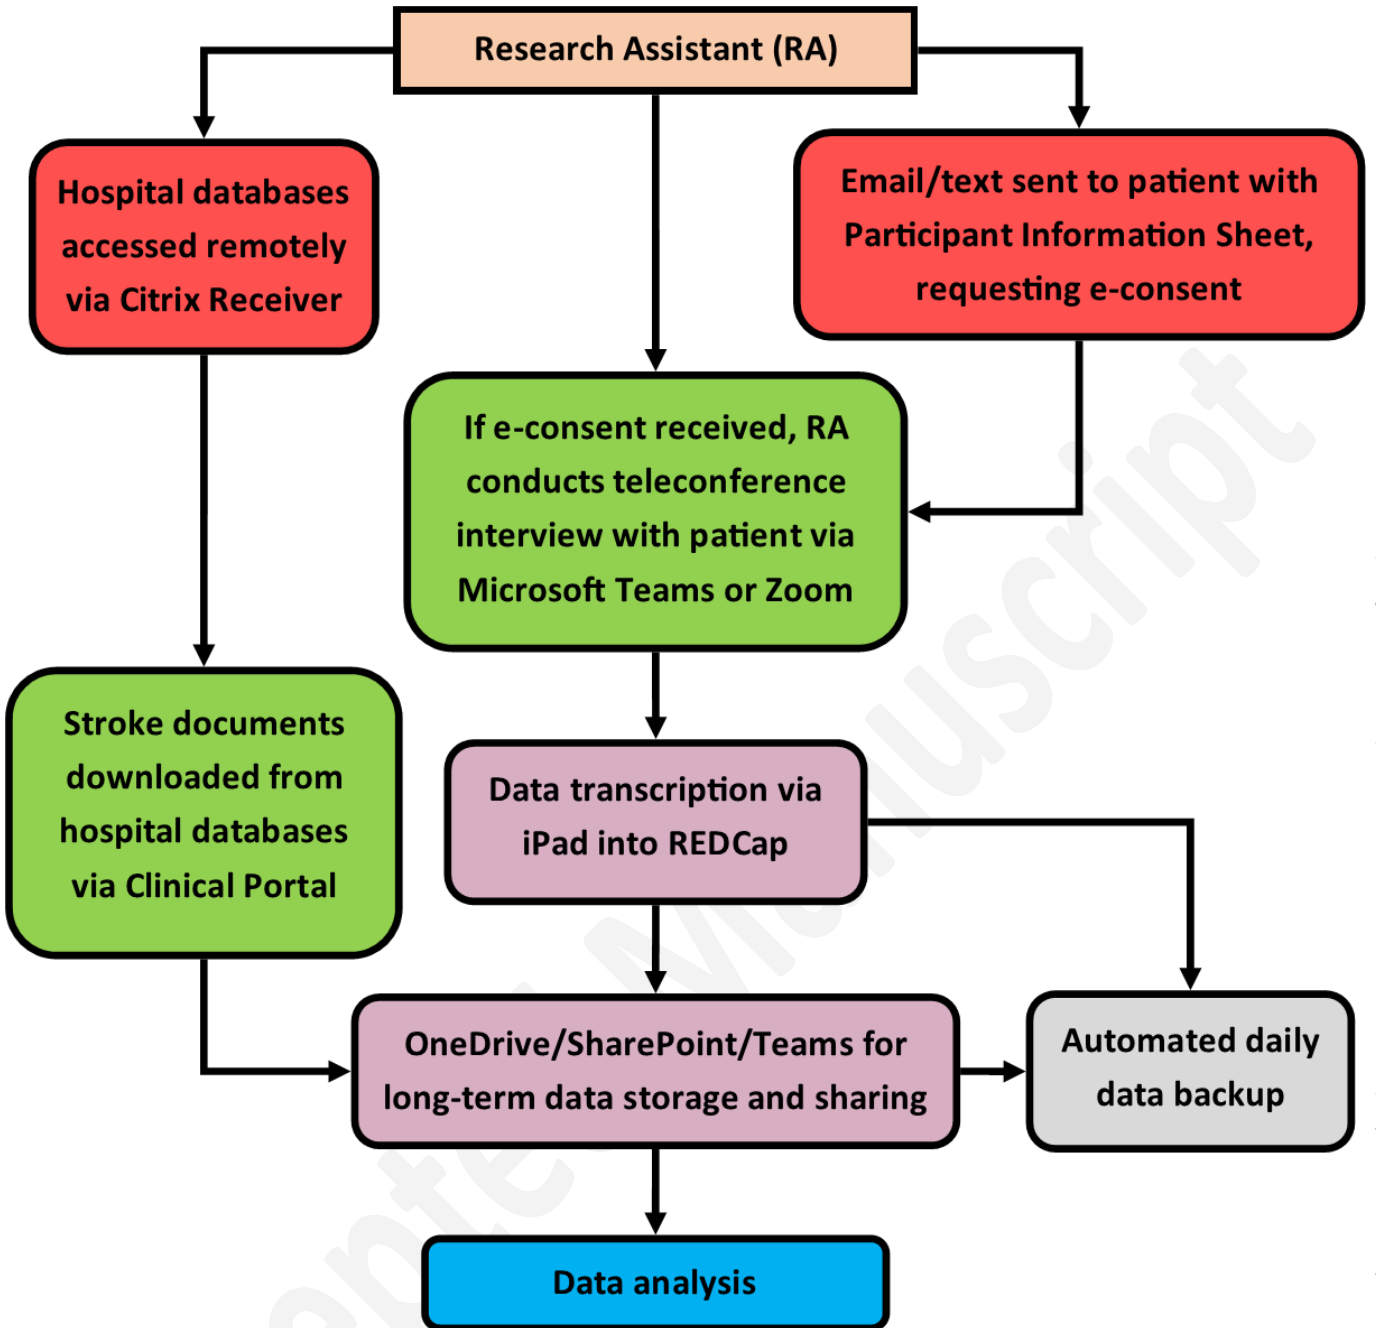 Research Assistant (RA)
Hospital databases
accessed remotely
via Citrix Receiver
Email/text sent to patient with
Participant Information Sheet,
requesting e-consent
If e-consent received, RA
conducts teleconference
interview with patient via
Microsoft Teams or Zoom
Stroke documents
downloaded from
hospital databases
via Clinical Portal
Data transcription via
iPad into REDCap
OneDrive/SharePoint/Teams for
long-term data storage and sharing
Automated daily
data backup
Data analysis
Manuscript